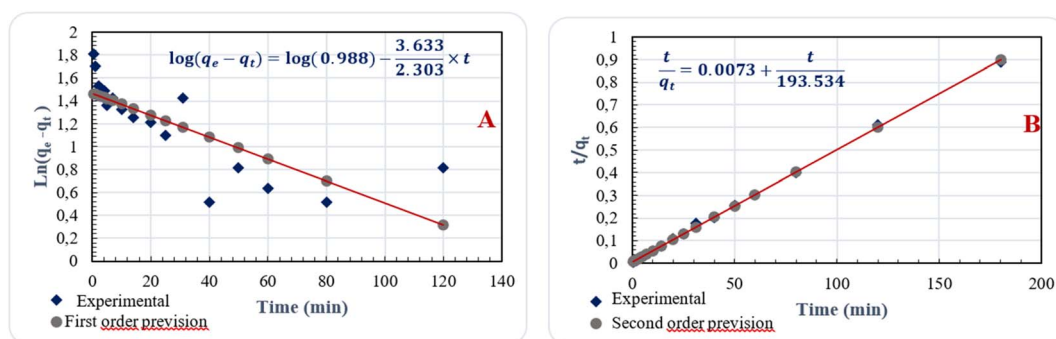 2
1,8
1,6
1,4
1,2
1
0,8
0,6
0,4
0,2
0
Ln(qe -qt)
log(qe − qt) = log(0.988) − 3.633/2.303 × t
A
0 20 40 60 80 100 120 140
Time (min)
Experimental
First order prevision
1
0,9
0,8
0,7
0,6
0,5
0,4
0,3
0,2
0,1
0
t/qt
t/qt = 0.0073 + t/193.534
B
0 50 100 150 200
Time (min)
Experimental
Second order prevision